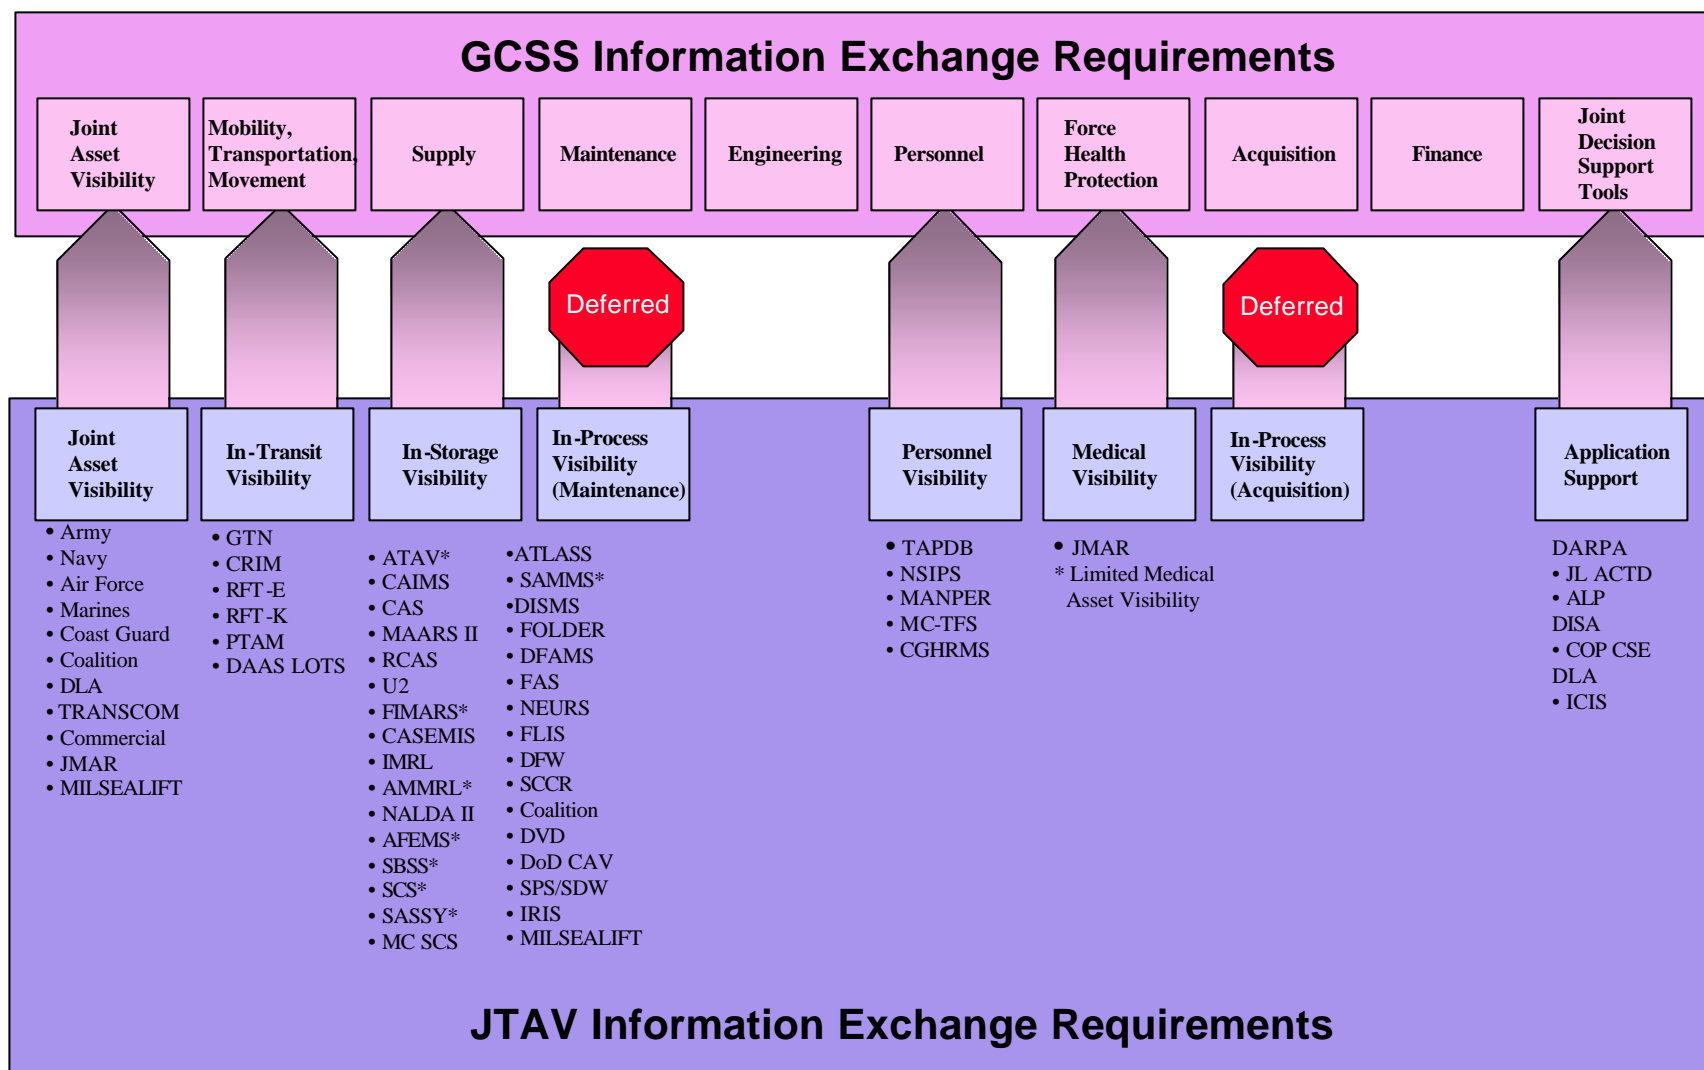 GCSS Information Exchange Requirements
Joint
Asset
Visibility
Mobility,
Transportation,
Movement
Supply
Maintenance
Engineering
Personnel
Force
Health
Protection
Acquisition
Finance
Joint
Decision
Support
Tools
Deferred
Deferred
Joint
Asset
Visibility
In-Transit
Visibility
In-Storage
Visibility
In-Process
Visibility
(Maintenance)
Personnel
Visibility
Medical
Visibility
In-Process
Visibility
(Acquisition)
Application
Support
• Army
• Navy
• Air Force
• Marines
• Coast Guard
• Coalition
• DLA
• TRANSCOM
• Commercial
• JMAR
• MILSEALIFT
• GTN
• CRIM
• RFT-E
• RFT-K
• PTAM
• DAAS LOTS
• ATAV*
• CAIMS
• CAS
• MAARS II
• RCAS
• U2
• FIMARS*
• CASEMIS
• IMRL
• AMMRL*
• NALDA II
• AFEMS*
• SBSS*
• SCS*
• SASSY*
• MC SCS
•ATLASS
• SAMMS*
•DISMS
• FOLDER
• DFAMS
• FAS
• NEURS
• FLIS
• DFW
• SCCR
• Coalition
• DVD
• DoD CAV
• SPS/SDW
• IRIS
• MILSEALIFT
• TAPDB
• NSIPS
• MANPER
• MC-TFS
• CGHRMS
• JMAR
* Limited Medical
Asset Visibility
DARPA
• JL ACTD
• ALP
DISA
• COP CSE
DLA
• ICIS
JTAV Information Exchange Requirements